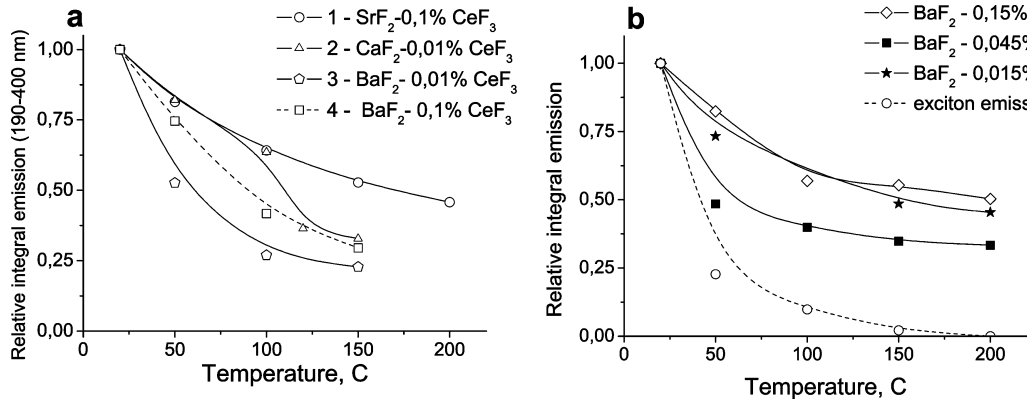 a
1 - SrF₂-0,1% CeF₃
2 - CaF₂-0,01% CeF₃
3 - BaF₂- 0,01% CeF₃
4 - BaF₂- 0,1% CeF₃
Relative integral emission (190-400 nm)
1,00
0,75
0,50
0,25
0,00
0 50 100 150 200
Temperature, C
b
BaF₂ - 0,15%
BaF₂ - 0,045%
BaF₂ - 0,015%
exciton emiss
Relative integral emission
1,00
0,75
0,50
0,25
0,00
0 50 100 150 200
Temperature, C